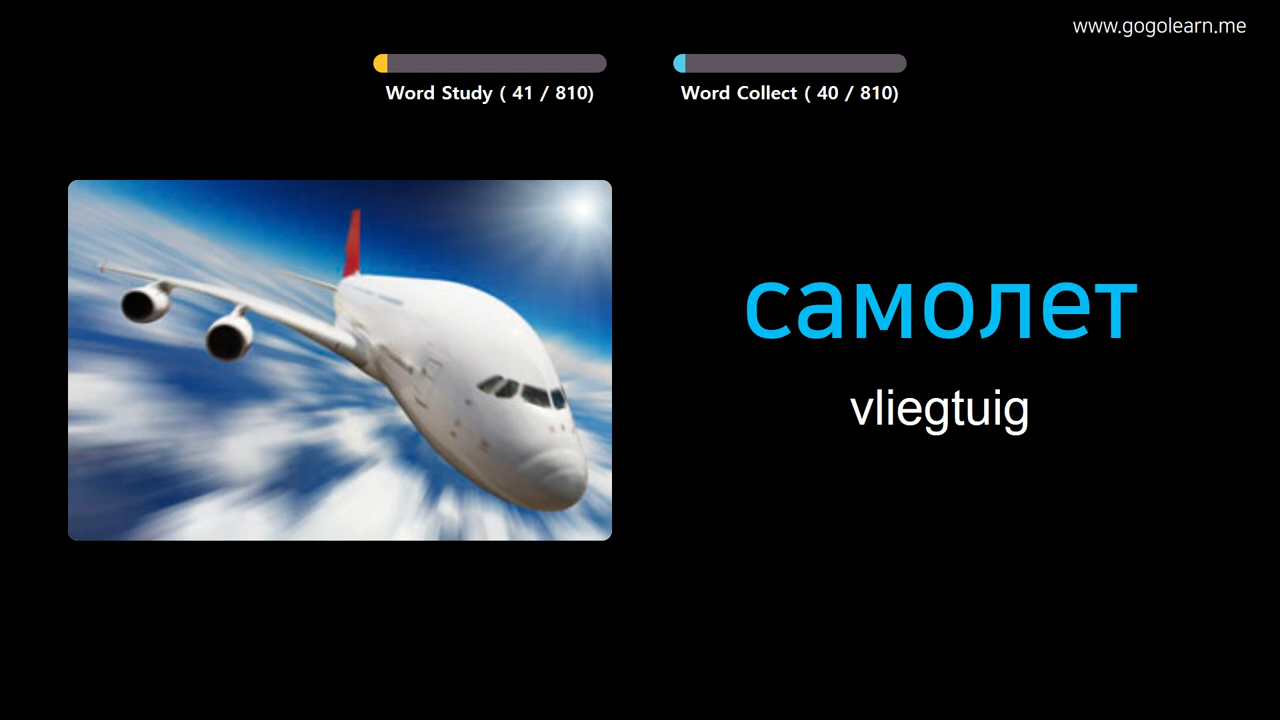 www.gogolearn.me
Word Study ( 41 / 810)
Word Collect ( 40 / 810)
самолет
vliegtuig